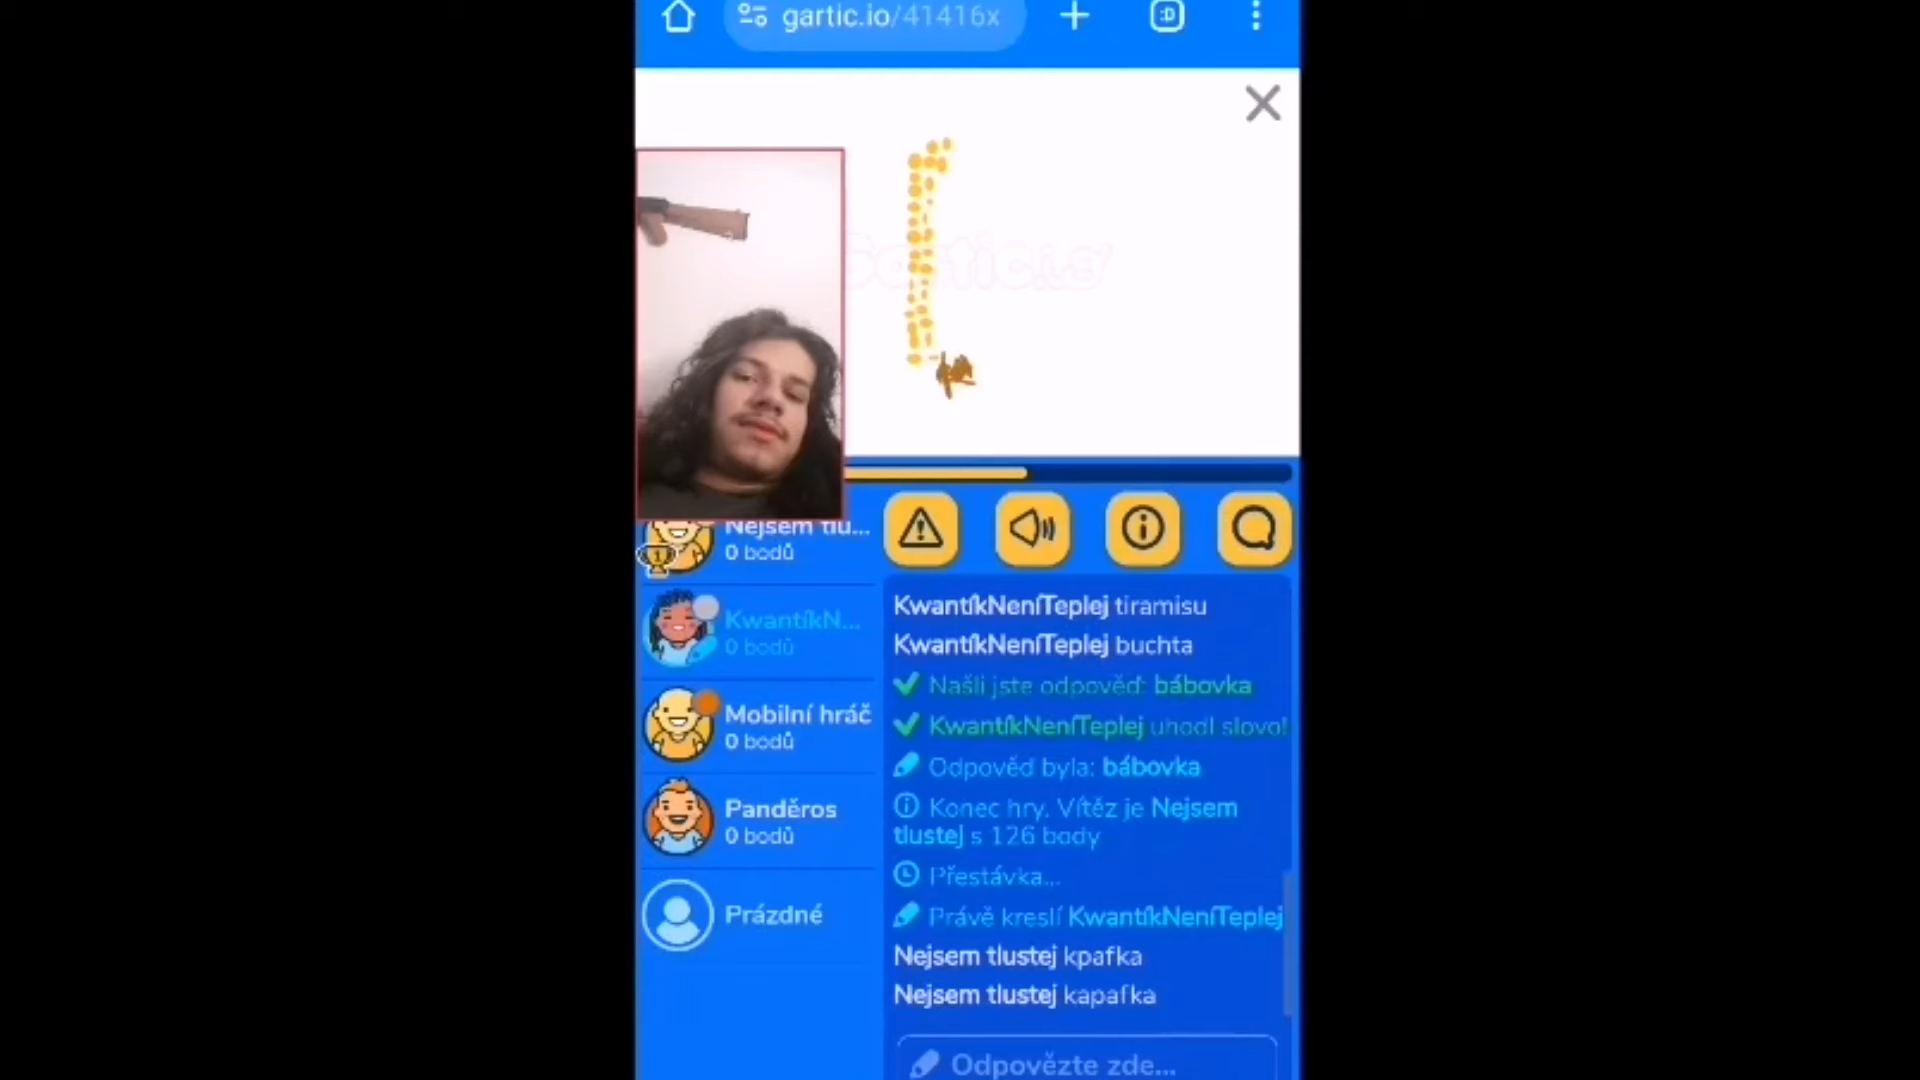 gartic.io/41416x
:D
Gartic.io
Nejsem tlu...
0 bodů
KwantíkN...
0 bodů
Mobilní hráč
0 bodů
Panděros
0 bodů
Prázdné
KwantíkNeníTeplej tiramisu
KwantíkNeníTeplej buchta
Našli jste odpověď: bábovka
KwantíkNeníTeplej uhodl slovo!
Odpověď byla: bábovka
Konec hry. Vítěz je Nejsem
tlustej s 126 body
Přestávka...
Právě kreslí KwantíkNeníTeplej
Nejsem tlustej kpafka
Nejsem tlustej kapafka
Odpovězte zde...